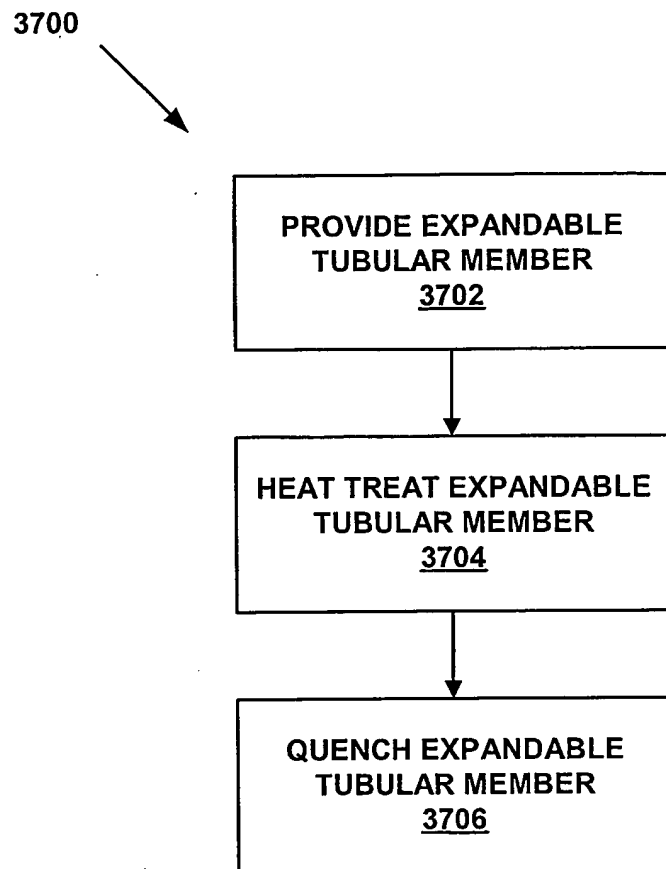 3700
PROVIDE EXPANDABLE
TUBULAR MEMBER
3702
HEAT TREAT EXPANDABLE
TUBULAR MEMBER
3704
QUENCH EXPANDABLE
TUBULAR MEMBER
3706